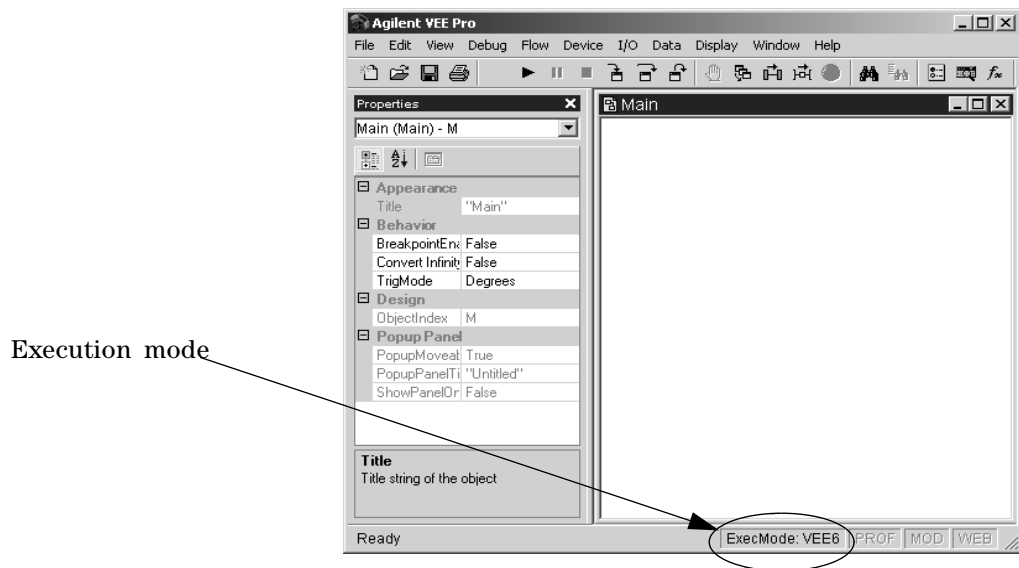 Agilent VEE Pro
File Edit View Debug Flow Device I/O Data Display Window Help
Properties
Main (Main) - M
Main
Appearance
Title "Main"
Behavior
BreakpointEna False
Convert Infinity False
TrigMode Degrees
Design
ObjectIndex M
Popup Panel
PopupMoveab True
PopupPanelTi "Untitled"
ShowPanelOn False
Execution mode
Title
Title string of the object
Ready
ExecMode: VEE6 PROF MOD WEB